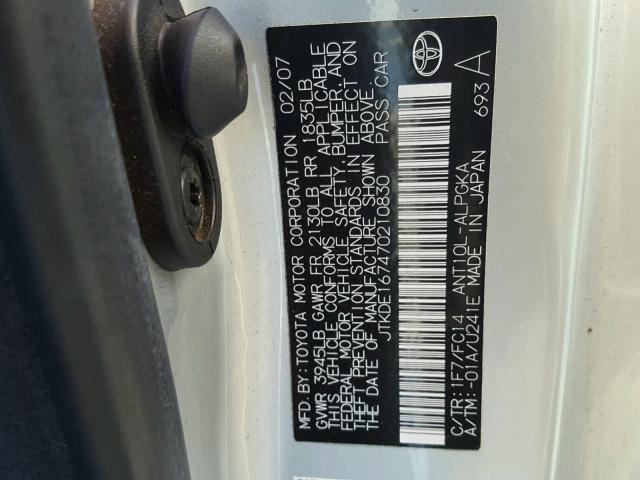 MFD.BY:TOYOTA MOTOR CORPORATION 02/07
GVWR 3945LB GAWR FR 2130LB RR 1835LB
THIS VEHICLE CONFORMS TO ALL APPLICABLE
FEDERAL MOTOR VEHICLE SAFETY, BUMPER, AND
THEFT PREVENTION STANDARDS IN EFFECT ON
THE DATE OF MANUFACTURE SHOWN ABOVE.
JTKDE167470210830 PASS CAR
C/TR:1F7/FC14 ANT10L-ALPGKA
A/TM:-01A/U241E MADE IN JAPAN
693 A